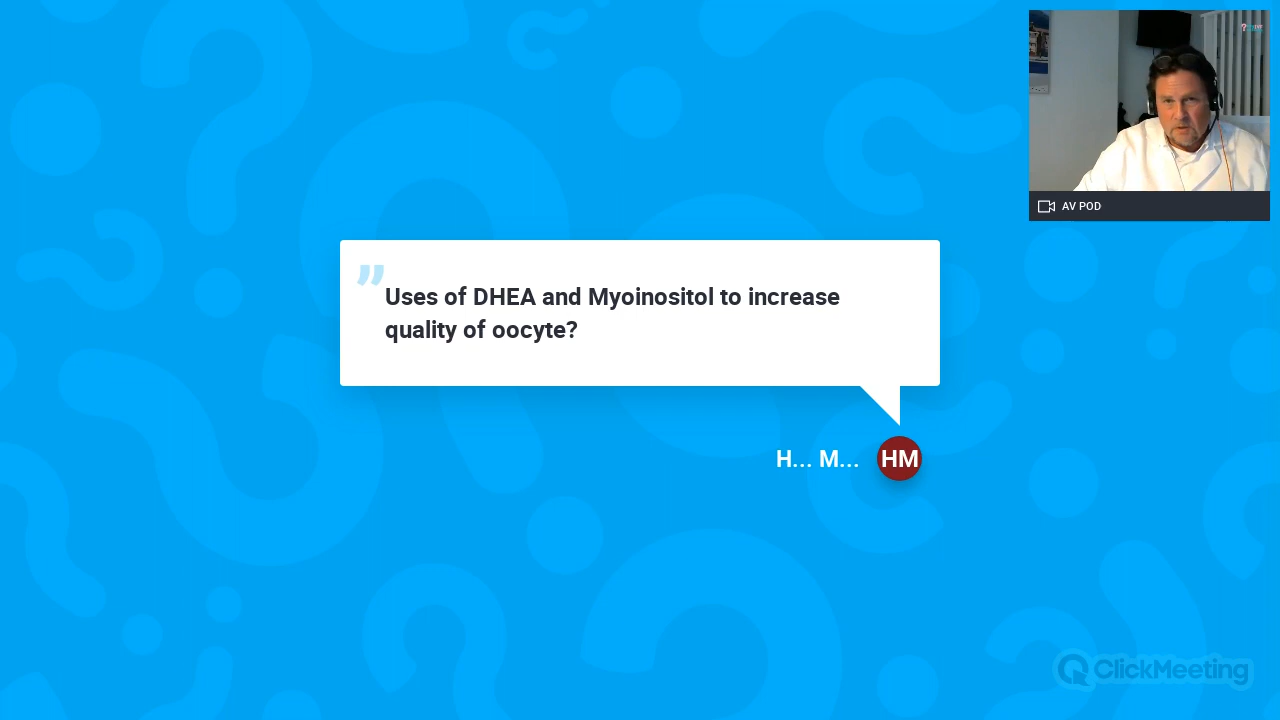 AV POD
Uses of DHEA and Myoinositol to increase
quality of oocyte?
H... M...
HM
ClickMeeting